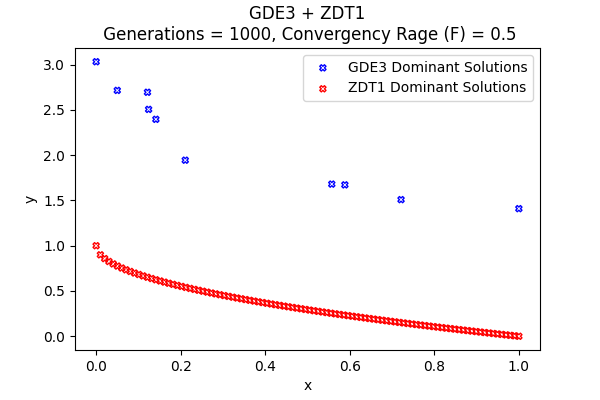 GDE3 + ZDT1
Generations = 1000, Convergency Rage (F) = 0.5
GDE3 Dominant Solutions
ZDT1 Dominant Solutions
y
3.0
2.5
2.0
1.5
1.0
0.5
0.0
0.0 0.2 0.4 0.6 0.8 1.0
x